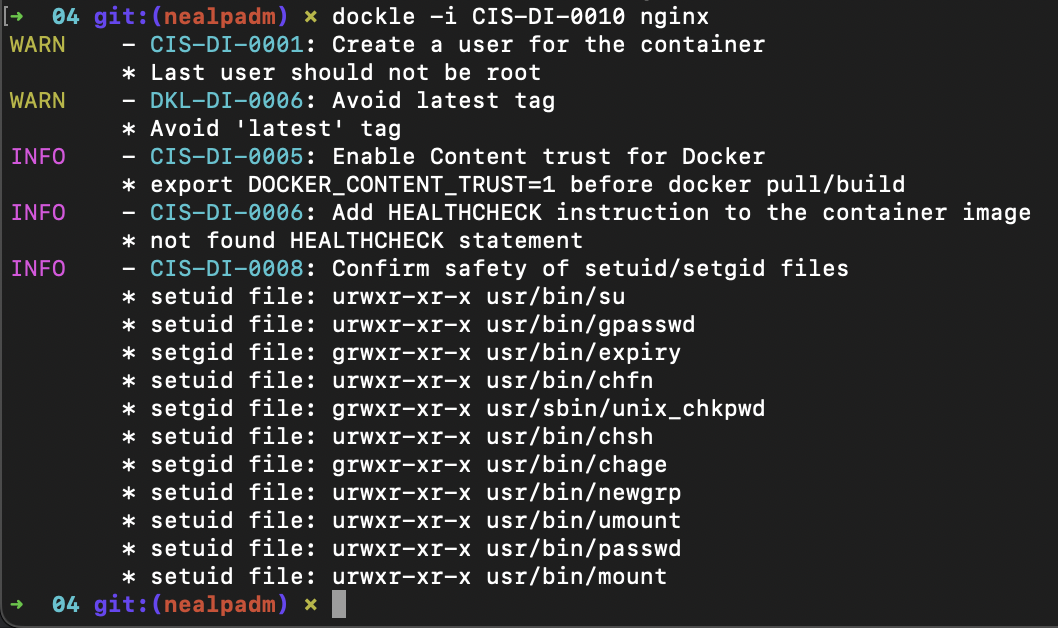 [➜  04 git:(nealpadm) × dockle -i CIS-DI-0010 nginx
WARN    - CIS-DI-0001: Create a user for the container
        * Last user should not be root
WARN    - DKL-DI-0006: Avoid latest tag
        * Avoid 'latest' tag
INFO    - CIS-DI-0005: Enable Content trust for Docker
        * export DOCKER_CONTENT_TRUST=1 before docker pull/build
INFO    - CIS-DI-0006: Add HEALTHCHECK instruction to the container image
        * not found HEALTHCHECK statement
INFO    - CIS-DI-0008: Confirm safety of setuid/setgid files
        * setuid file: urwxr-xr-x usr/bin/su
        * setuid file: urwxr-xr-x usr/bin/gpasswd
        * setgid file: grwxr-xr-x usr/bin/expiry
        * setuid file: urwxr-xr-x usr/bin/chfn
        * setgid file: grwxr-xr-x usr/sbin/unix_chkpwd
        * setuid file: urwxr-xr-x usr/bin/chsh
        * setgid file: grwxr-xr-x usr/bin/chage
        * setuid file: urwxr-xr-x usr/bin/newgrp
        * setuid file: urwxr-xr-x usr/bin/umount
        * setuid file: urwxr-xr-x usr/bin/passwd
        * setuid file: urwxr-xr-x usr/bin/mount
➜  04 git:(nealpadm) ×